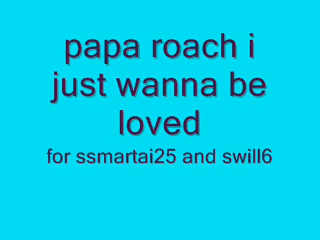 papa roach i
just wanna be
loved
for ssmartai25 and swill6